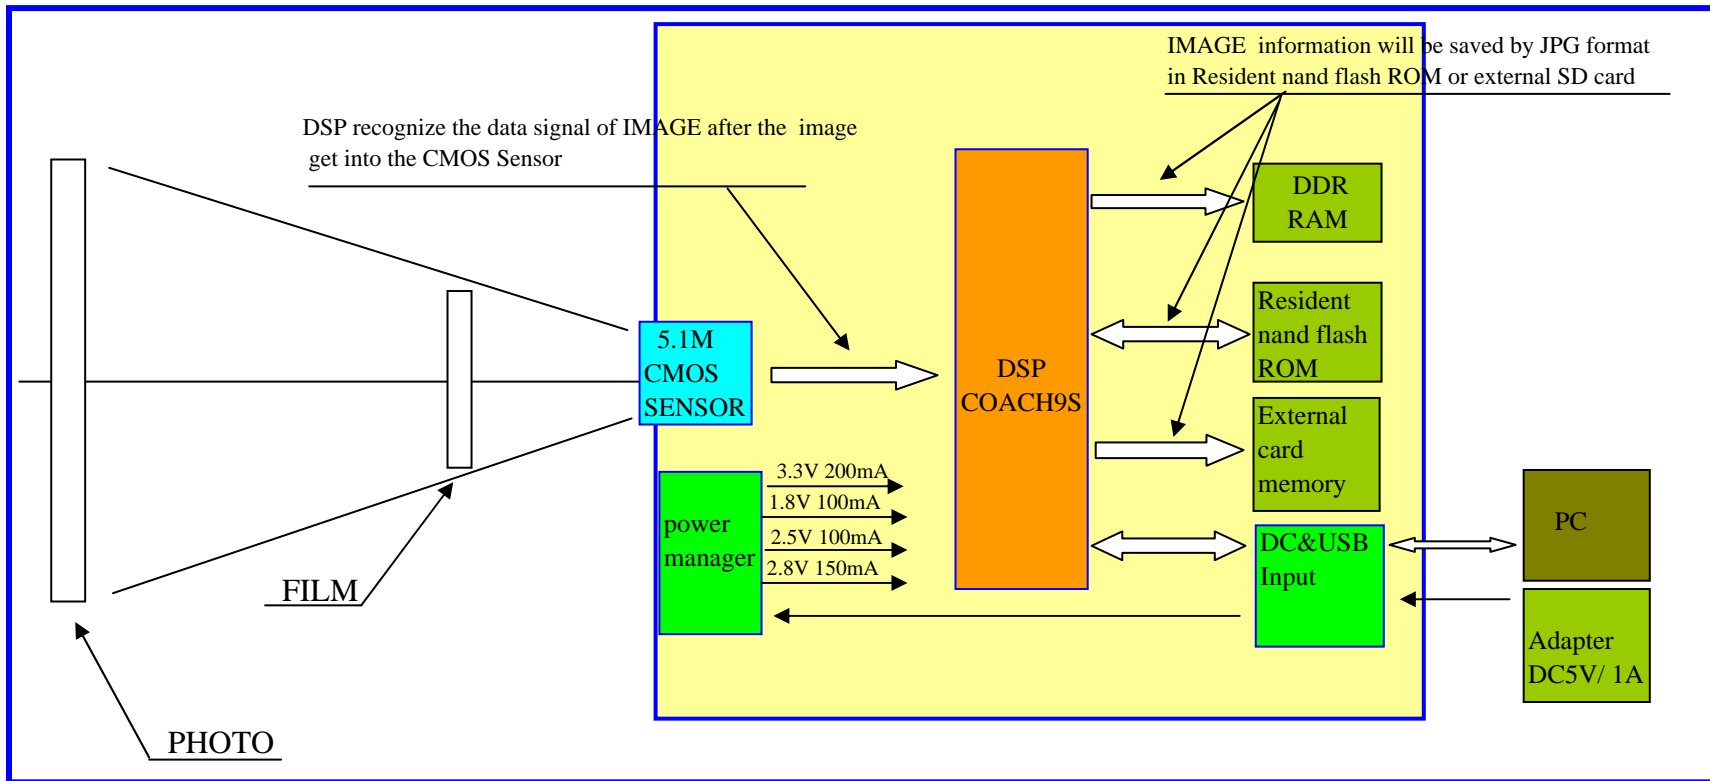 IMAGE information will be saved by JPG format
in Resident nand flash ROM or external SD card
DSP recognize the data signal of IMAGE after the image
get into the CMOS Sensor
DDR
RAM
Resident
nand flash
ROM
5.1M
CMOS
SENSOR
DSP
COACH9S
External
card
memory
3.3V 200mA
1.8V 100mA
2.5V 100mA
2.8V 150mA
power
manager
DC&USB
Input
PC
Adapter
DC5V/ 1A
FILM
PHOTO